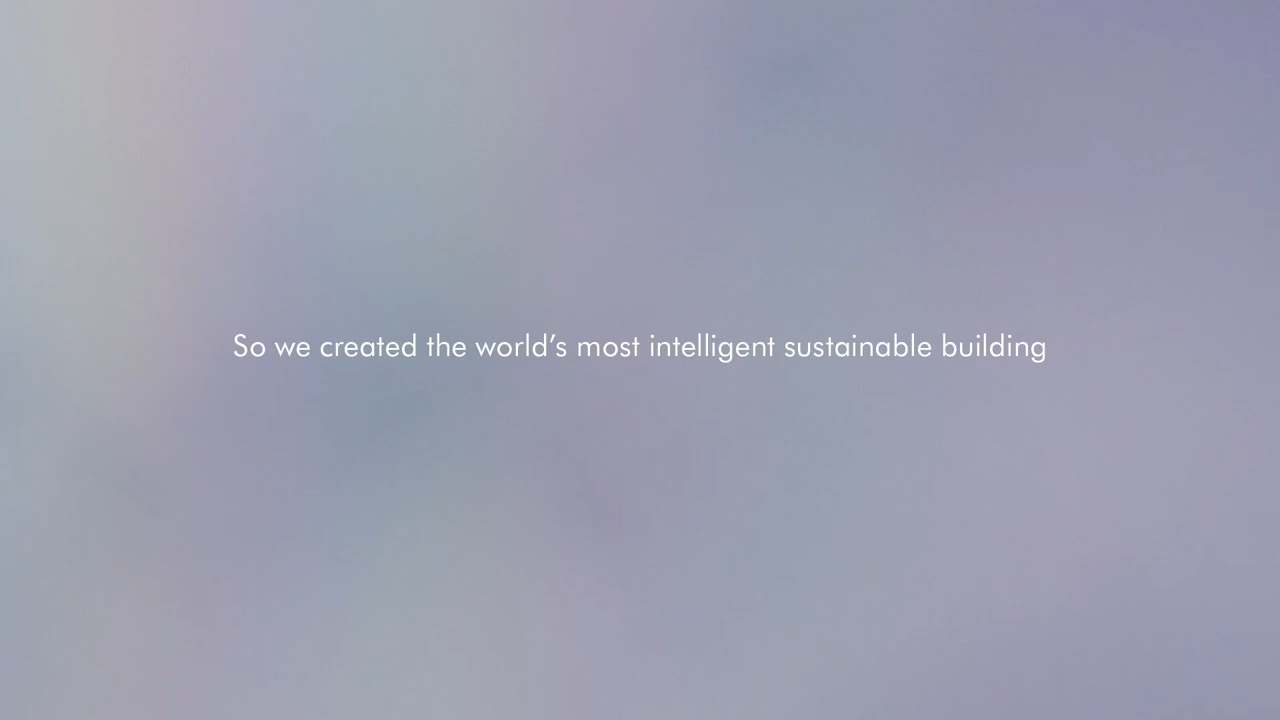 So we created the world’s most intelligent sustainable building